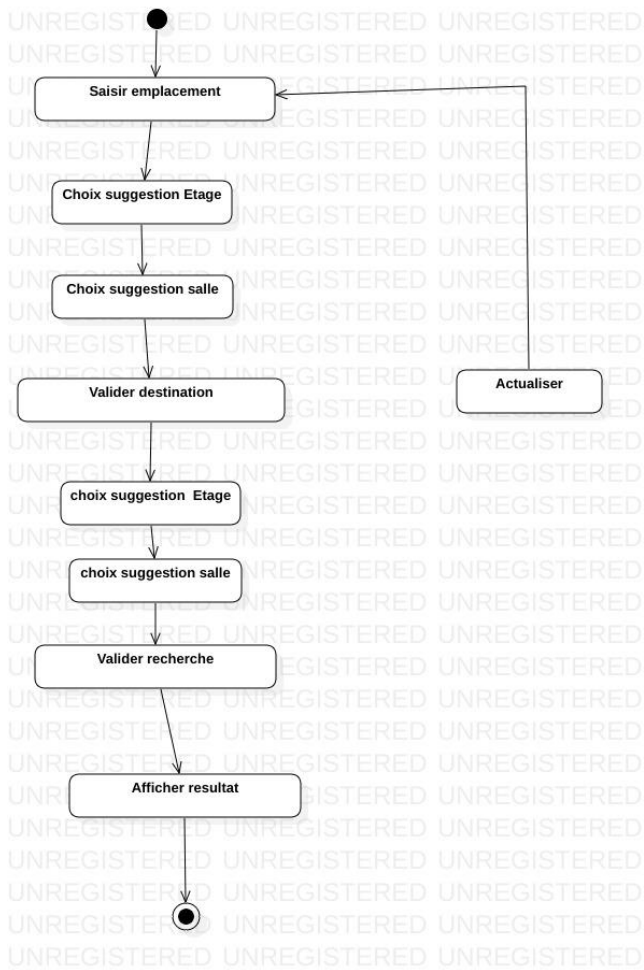 Saisir emplacement
Choix suggestion Etage
Choix suggestion salle
Valider destination
Actualiser
choix suggestion  Etage
choix suggestion salle
Valider recherche
Afficher resultat
UNREGISTERED